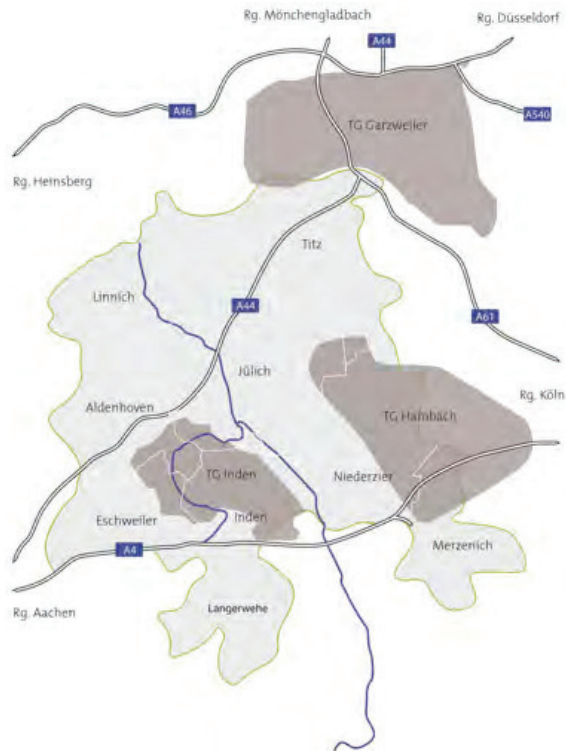 Rg. Mönchengladbach
Rg. Düsseldorf
A44
A46
A540
TG Garzweiler
Rg. Heinsberg
Titz
Linnich
A44
A61
Jülich
Rg. Köln
Aldenhoven
TG Hambach
TG Inden
Niederzier
Eschweiler
Inden
A4
Merzenich
Rg. Aachen
Langerwehe